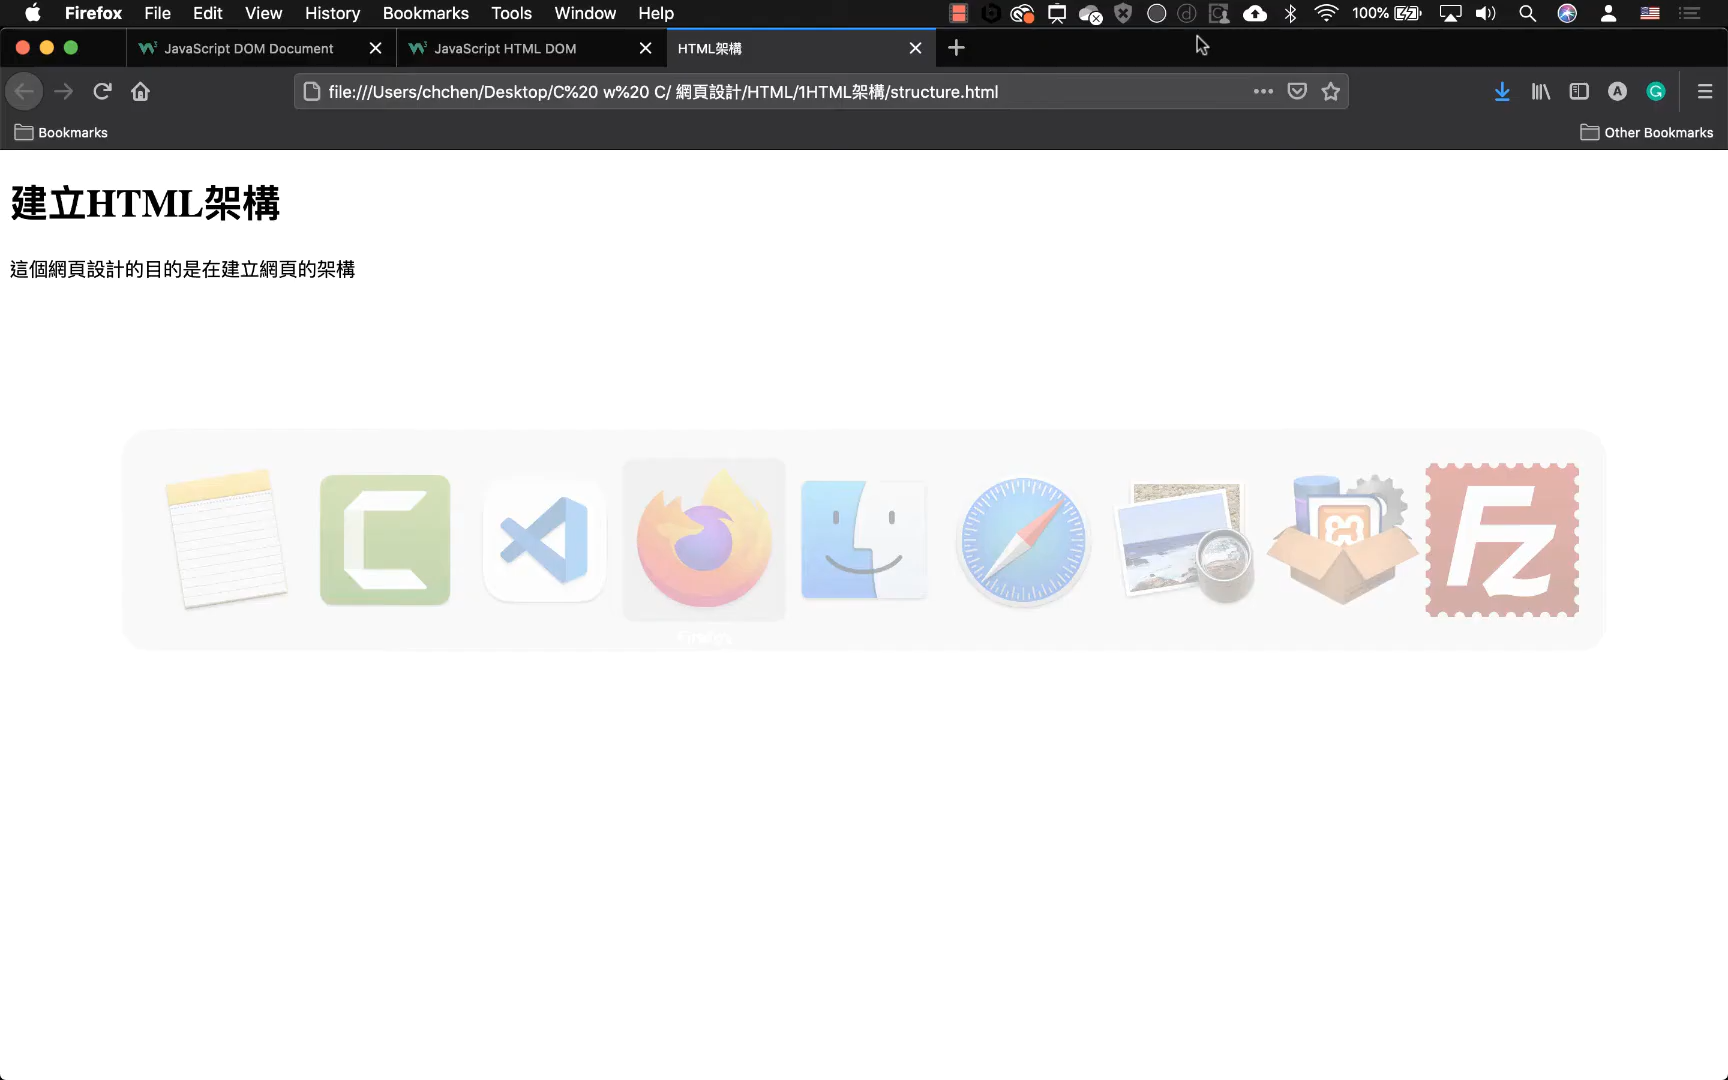 Firefox File Edit View History Bookmarks Tools Window Help 100%
JavaScript DOM Document JavaScript HTML DOM HTML架構
file:///Users/chchen/Desktop/C%20 w%20 C/ 網頁設計/HTML/1HTML架構/structure.html
Bookmarks Other Bookmarks
建立HTML架構
這個網頁設計的目的是在建立網頁的架構
Firefox